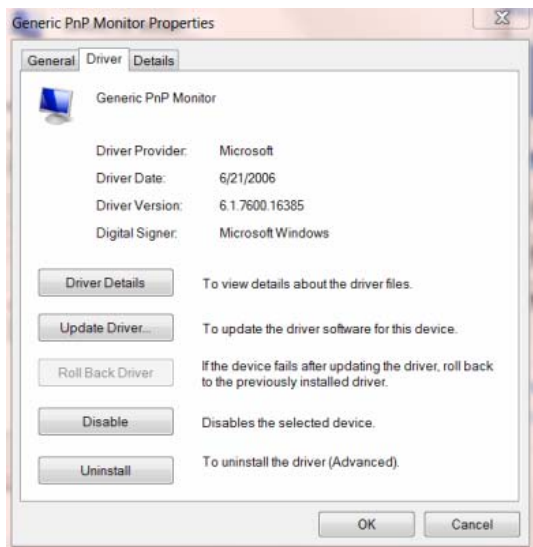 Generic PnP Monitor Properties
General Driver Details
Generic PnP Monitor
Driver Provider: Microsoft
Driver Date: 6/21/2006
Driver Version: 6.1.7600.16385
Digital Signer: Microsoft Windows
Driver Details To view details about the driver files.
Update Driver... To update the driver software for this device.
Roll Back Driver If the device fails after updating the driver, roll back
to the previously installed driver.
Disable Disables the selected device.
Uninstall To uninstall the driver (Advanced).
OK Cancel